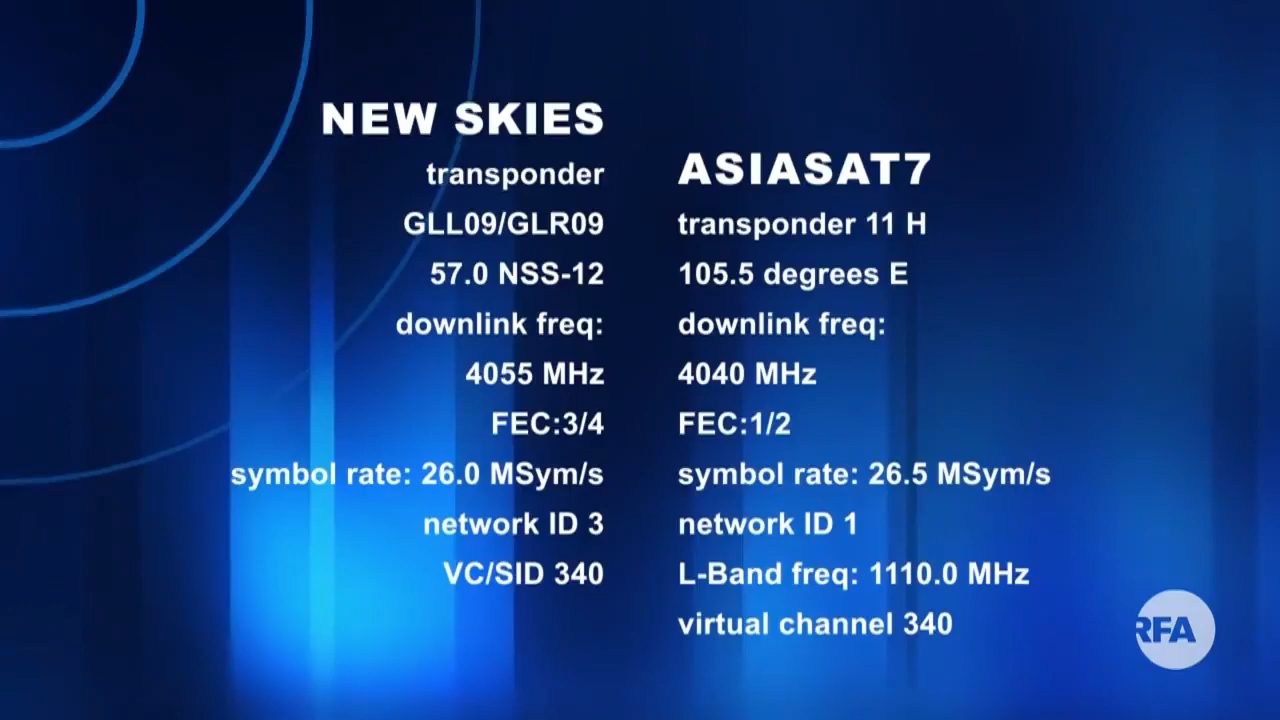 NEW SKIES
transponder
GLL09/GLR09
57.0 NSS-12
downlink freq:
4055 MHz
FEC:3/4
symbol rate: 26.0 MSym/s
network ID 3
VC/SID 340
ASIASAT7
transponder 11 H
105.5 degrees E
downlink freq:
4040 MHz
FEC:1/2
symbol rate: 26.5 MSym/s
network ID 1
L-Band freq: 1110.0 MHz
virtual channel 340
RFA